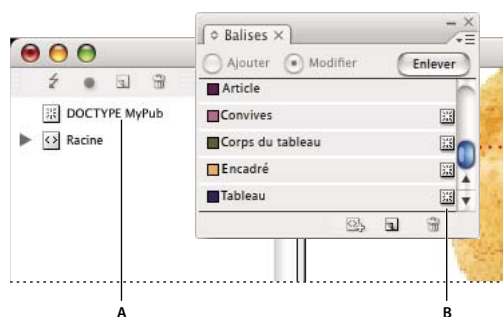 Balises
Ajouter
Modifier
Enlever
DOCTYPE MyPub
Racine
Article
Convives
Corps du tableau
Encadré
Tableau
A
B